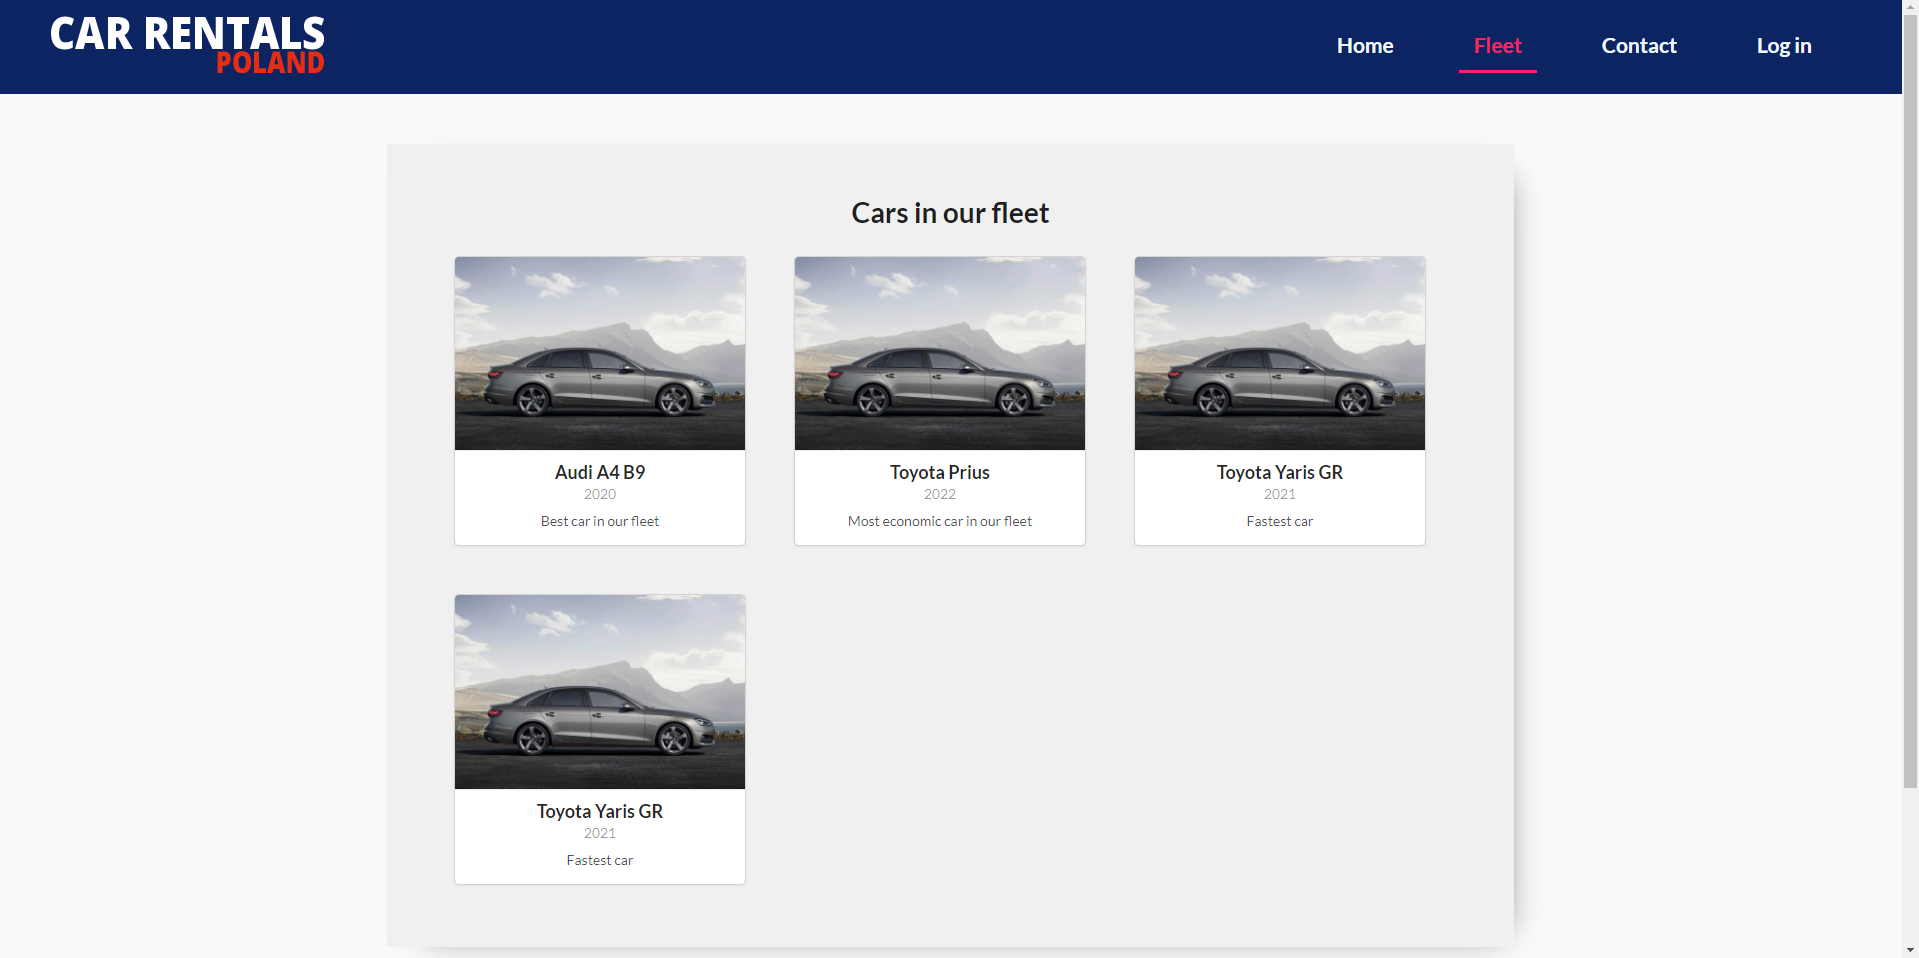 CAR RENTALS
POLAND
Home
Fleet
Contact
Log in
Cars in our fleet
Audi A4 B9
2020
Best car in our fleet
Toyota Prius
2022
Most economic car in our fleet
Toyota Yaris GR
2021
Fastest car
Toyota Yaris GR
2021
Fastest car